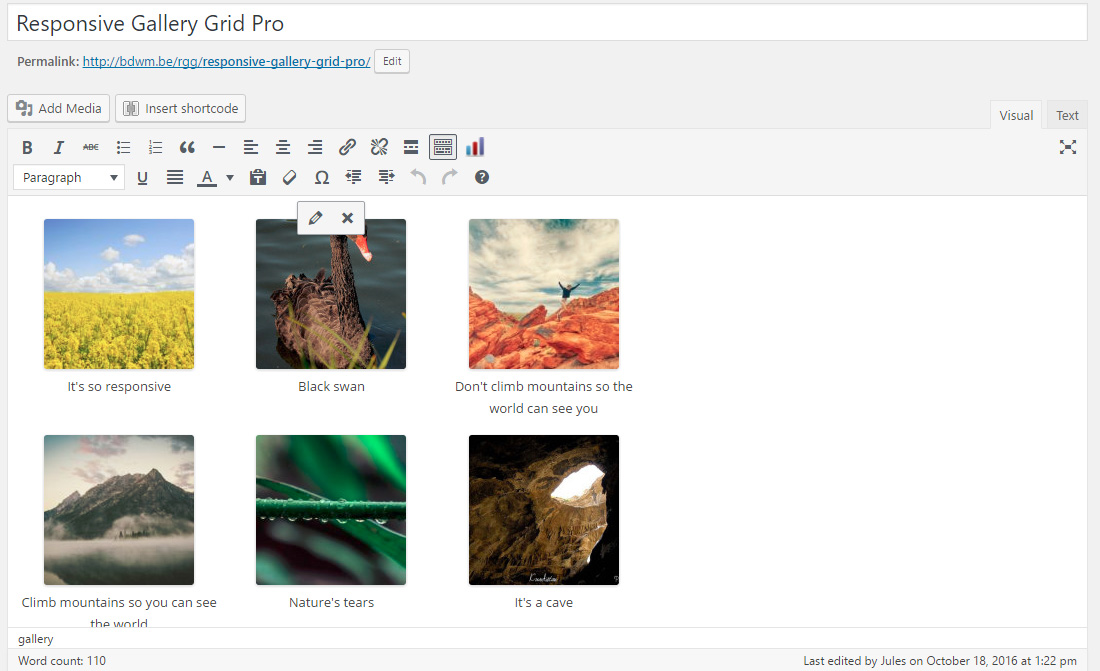 Responsive Gallery Grid Pro
Permalink: http://bdwm.be/rgg/responsive-gallery-grid-pro/ Edit
Add Media Insert shortcode
Visual Text
B I ABC
Paragraph U A Ω
It's so responsive
Black swan
Don't climb mountains so the
world can see you
Climb mountains so you can see
the world
Nature's tears
It's a cave
gallery
Word count: 110
Last edited by Jules on October 18, 2016 at 1:22 pm